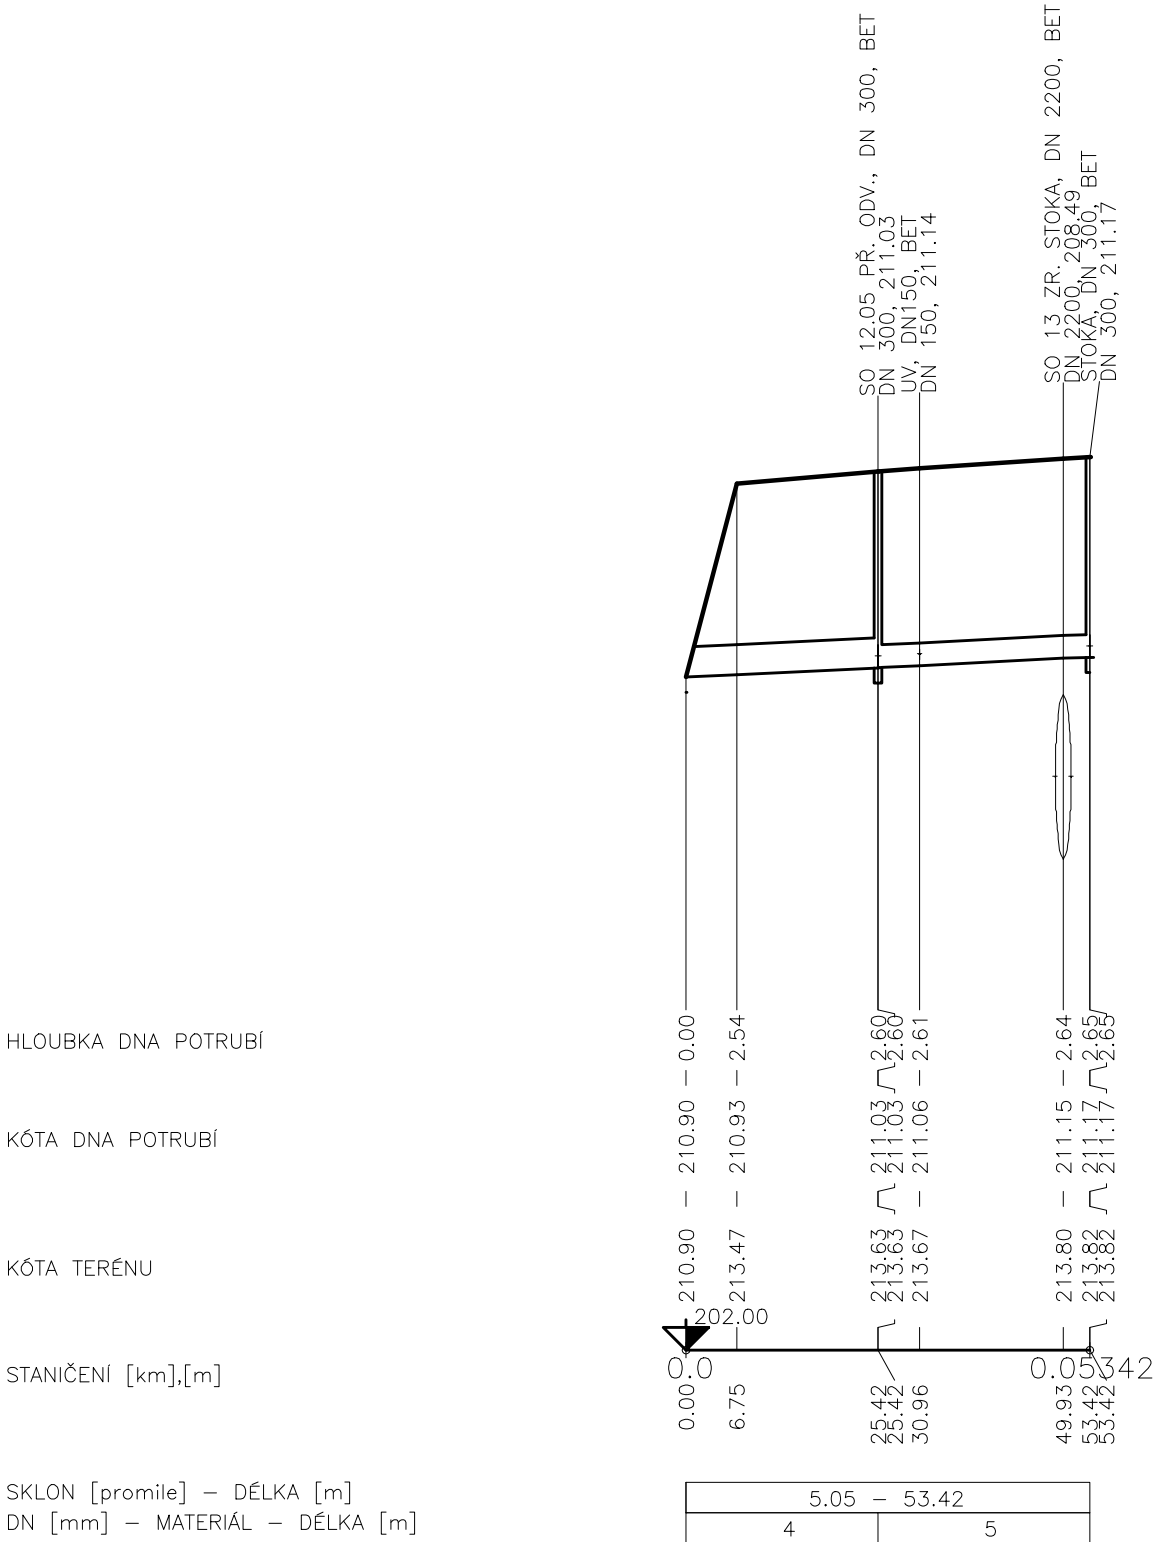 SO 12.05 PŘ. ODV., DN 300, BET
DN 300, 211.03
UV, DN150, BET
DN 150, 211.14
SO 13 ZR. STOKA, DN 2200, BET
DN 2200, 208.49
STOKA, DN 300, BET
DN 300, 211.17
HLOUBKA DNA POTRUBÍ
0.00
2.54
2.60
2.60
2.61
2.64
2.65
2.65
KÓTA DNA POTRUBÍ
210.90 –
210.93 –
211.03
211.03
211.06 –
211.15 –
211.17
211.17
KÓTA TERÉNU
210.90 –
213.47 –
213.63
213.63
213.67 –
213.80 –
213.82
213.82
202.00
STANIČENÍ [km],[m]
0.0
0.05342
0.00
6.75
25.42
25.42
30.96
49.93
53.42
53.42
SKLON [promile] – DÉLKA [m]
5.05 – 53.42
DN [mm] – MATERIÁL – DÉLKA [m]
4
5